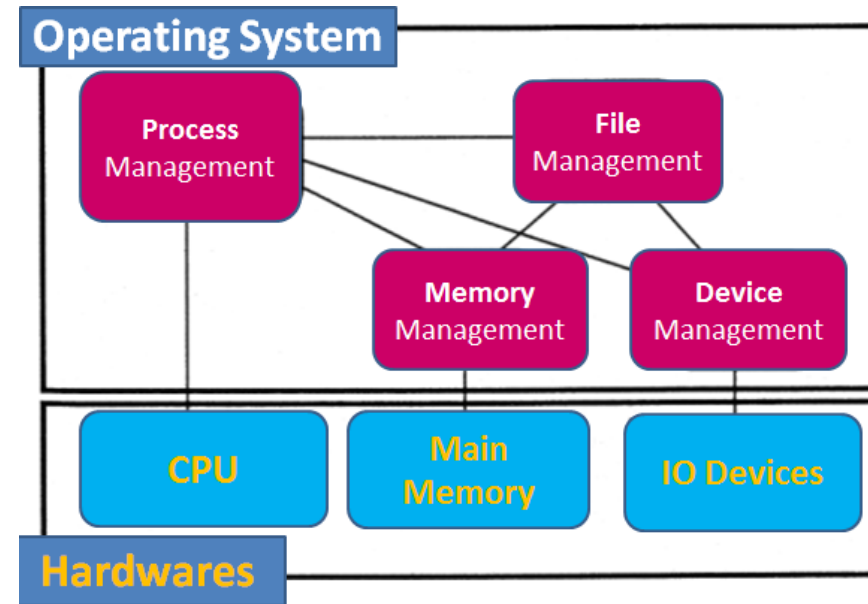 Operating System
Process
Management
File
Management
Memory
Management
Device
Management
CPU
Main
Memory
IO Devices
Hardwares